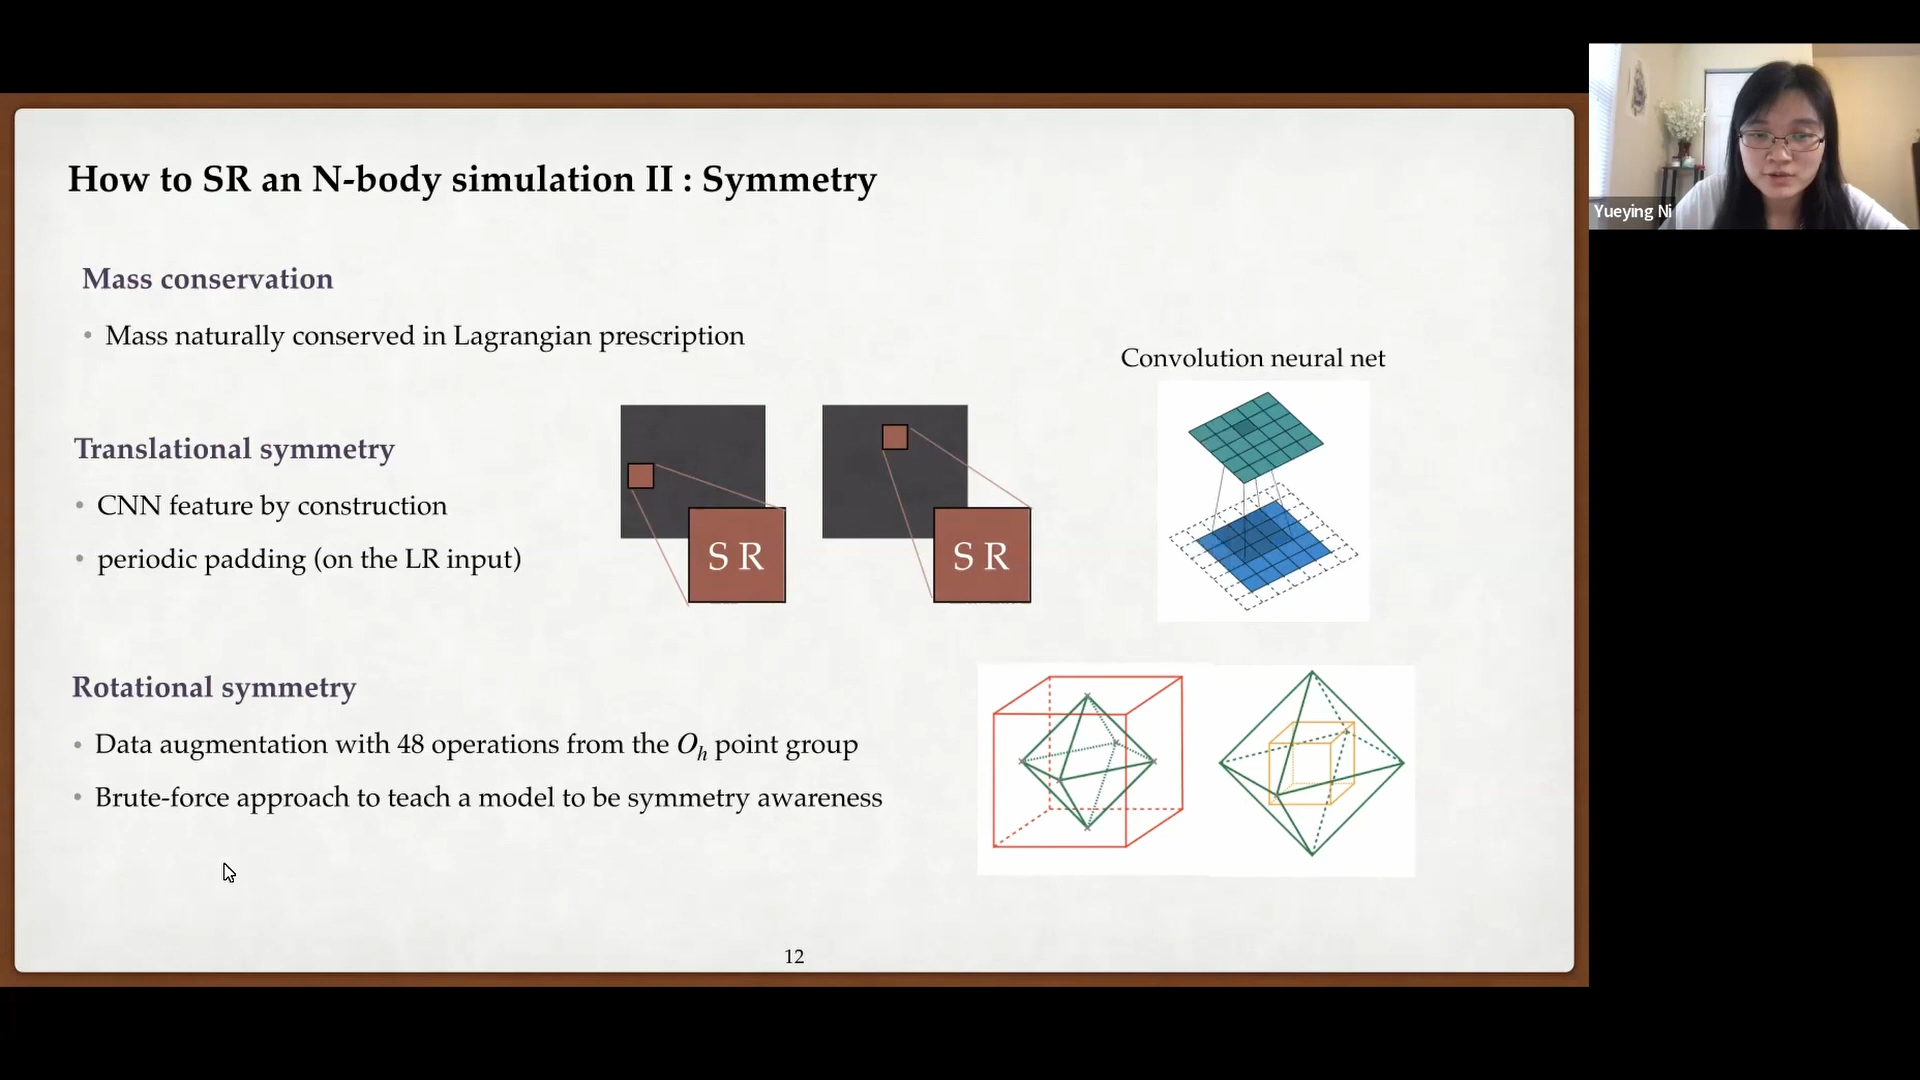 How to SR an N-body simulation II : Symmetry
Mass conservation
• Mass naturally conserved in Lagrangian prescription
Translational symmetry
• CNN feature by construction
• periodic padding (on the LR input)
S R
S R
Convolution neural net
Rotational symmetry
• Data augmentation with 48 operations from the Oh point group
• Brute-force approach to teach a model to be symmetry awareness
12
Yueying Ni